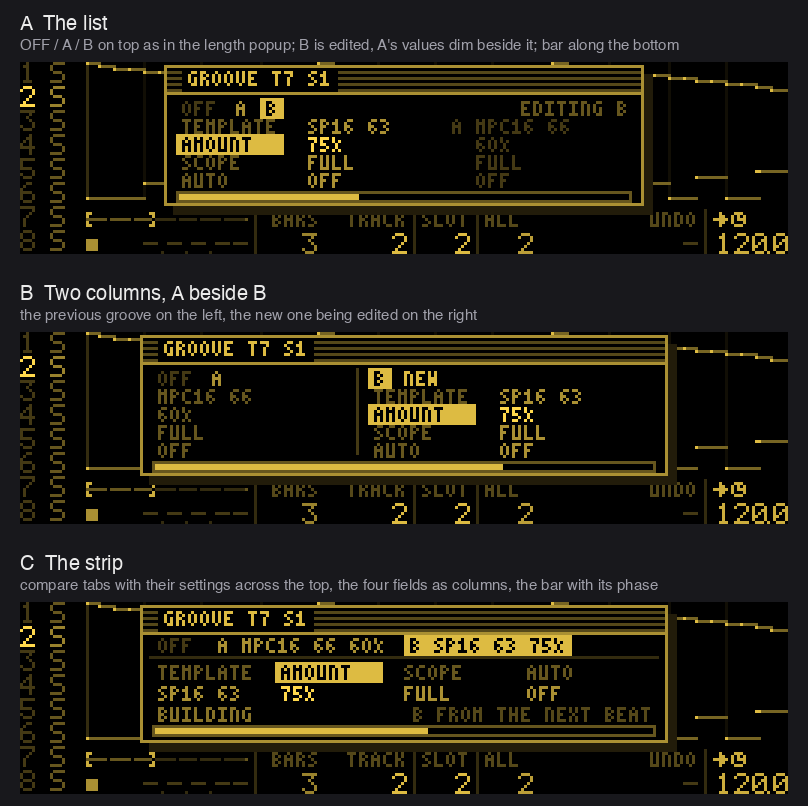 A The list
OFF / A / B on top as in the length popup; B is edited, A's values dim beside it; bar along the bottom
1 S
2 S
3 S
4 S
5 S
6 S
7 S
8 S
GROOVE T7 S1
OFF A B EDITING B
TEMPLATE SP16 63 A MPC16 66
AMOUNT 75% 60%
SCOPE FULL FULL
AUTO OFF OFF
BARS TRACK SLOT ALL UNDO
3 2 2 2 — 120.0
B Two columns, A beside B
the previous groove on the left, the new one being edited on the right
1 S
2 S
3 S
4 S
5 S
6 S
7 S
8 S
GROOVE T7 S1
OFF A B NEW
MPC16 66 TEMPLATE SP16 63
60% AMOUNT 75%
FULL SCOPE FULL
OFF AUTO OFF
BARS TRACK SLOT ALL UNDO
3 2 2 2 — 120.0
C The strip
compare tabs with their settings across the top, the four fields as columns, the bar with its phase
1 S
2 S
3 S
4 S
5 S
6 S
7 S
8 S
GROOVE T7 S1
OFF A MPC16 66 60% B SP16 63 75%
TEMPLATE AMOUNT SCOPE AUTO
SP16 63 75% FULL OFF
BUILDING B FROM THE NEXT BEAT
BARS TRACK SLOT ALL UNDO
3 2 2 2 — 120.0